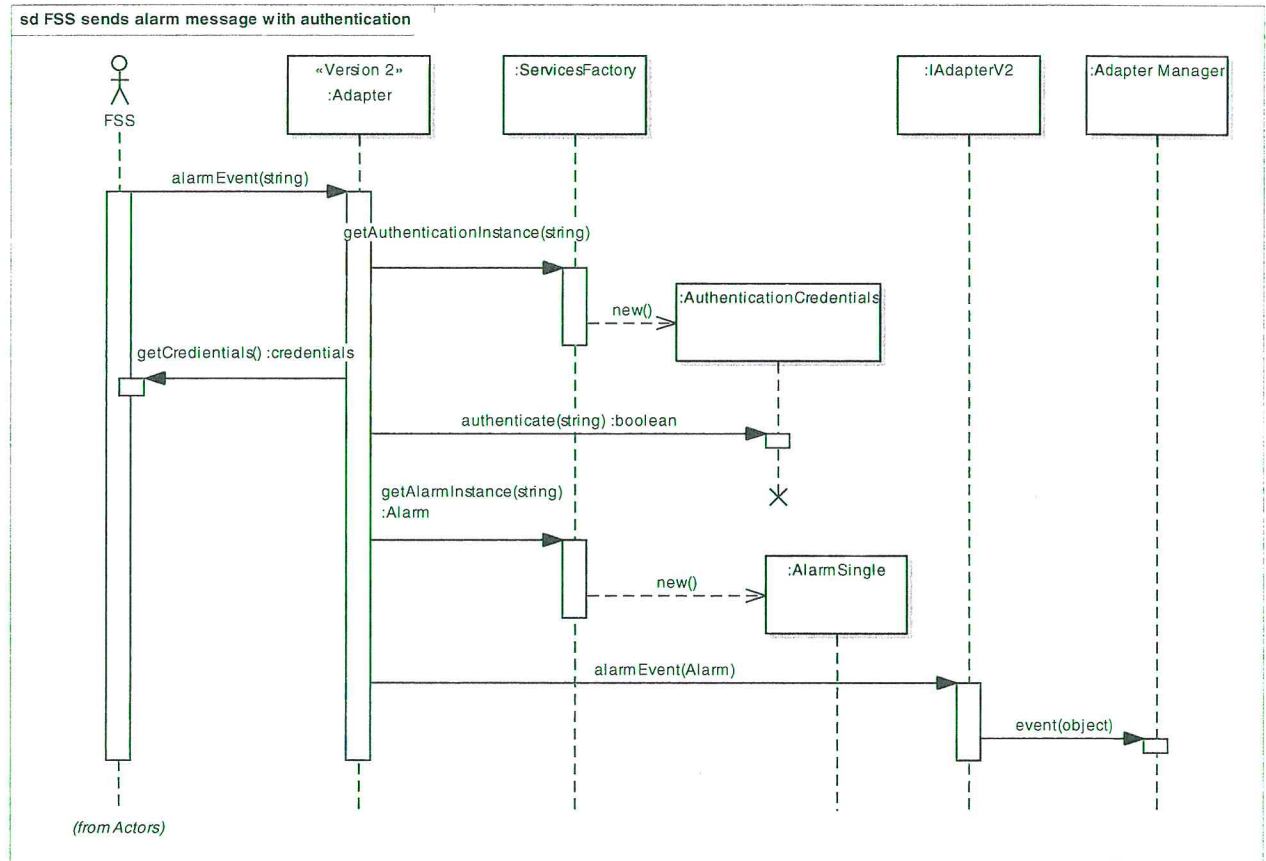 sd FSS sends alarm message with authentication
FSS
«Version 2»
:Adapter
:ServicesFactory
:IAdapterV2
:Adapter Manager
alarmEvent(string)
getAuthenticationInstance(string)
:AuthenticationCredentials
new()
getCredientials() :credentials
authenticate(string) :boolean
getAlarmInstance(string)
:Alarm
:AlarmSingle
new()
alarmEvent(Alarm)
event(object)
(from Actors)